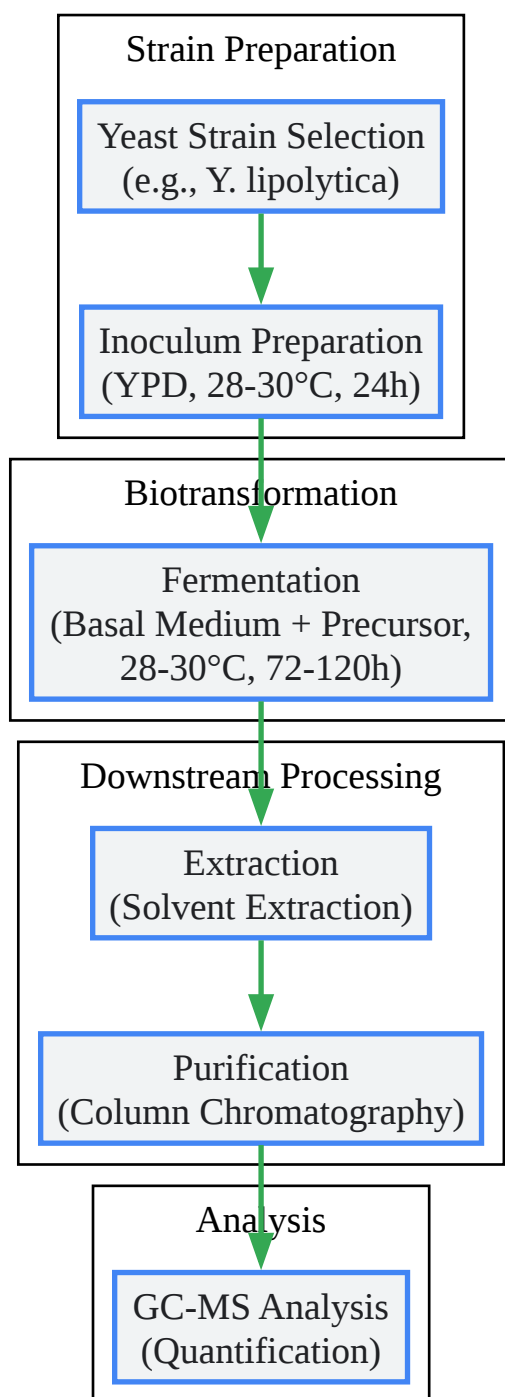 Strain Preparation
Yeast Strain Selection
(e.g., Y. lipolytica)
Inoculum Preparation
(YPD, 28-30°C, 24h)
Biotransformation
Fermentation
(Basal Medium + Precursor,
28-30°C, 72-120h)
Downstream Processing
Extraction
(Solvent Extraction)
Purification
(Column Chromatography)
Analysis
GC-MS Analysis
(Quantification)